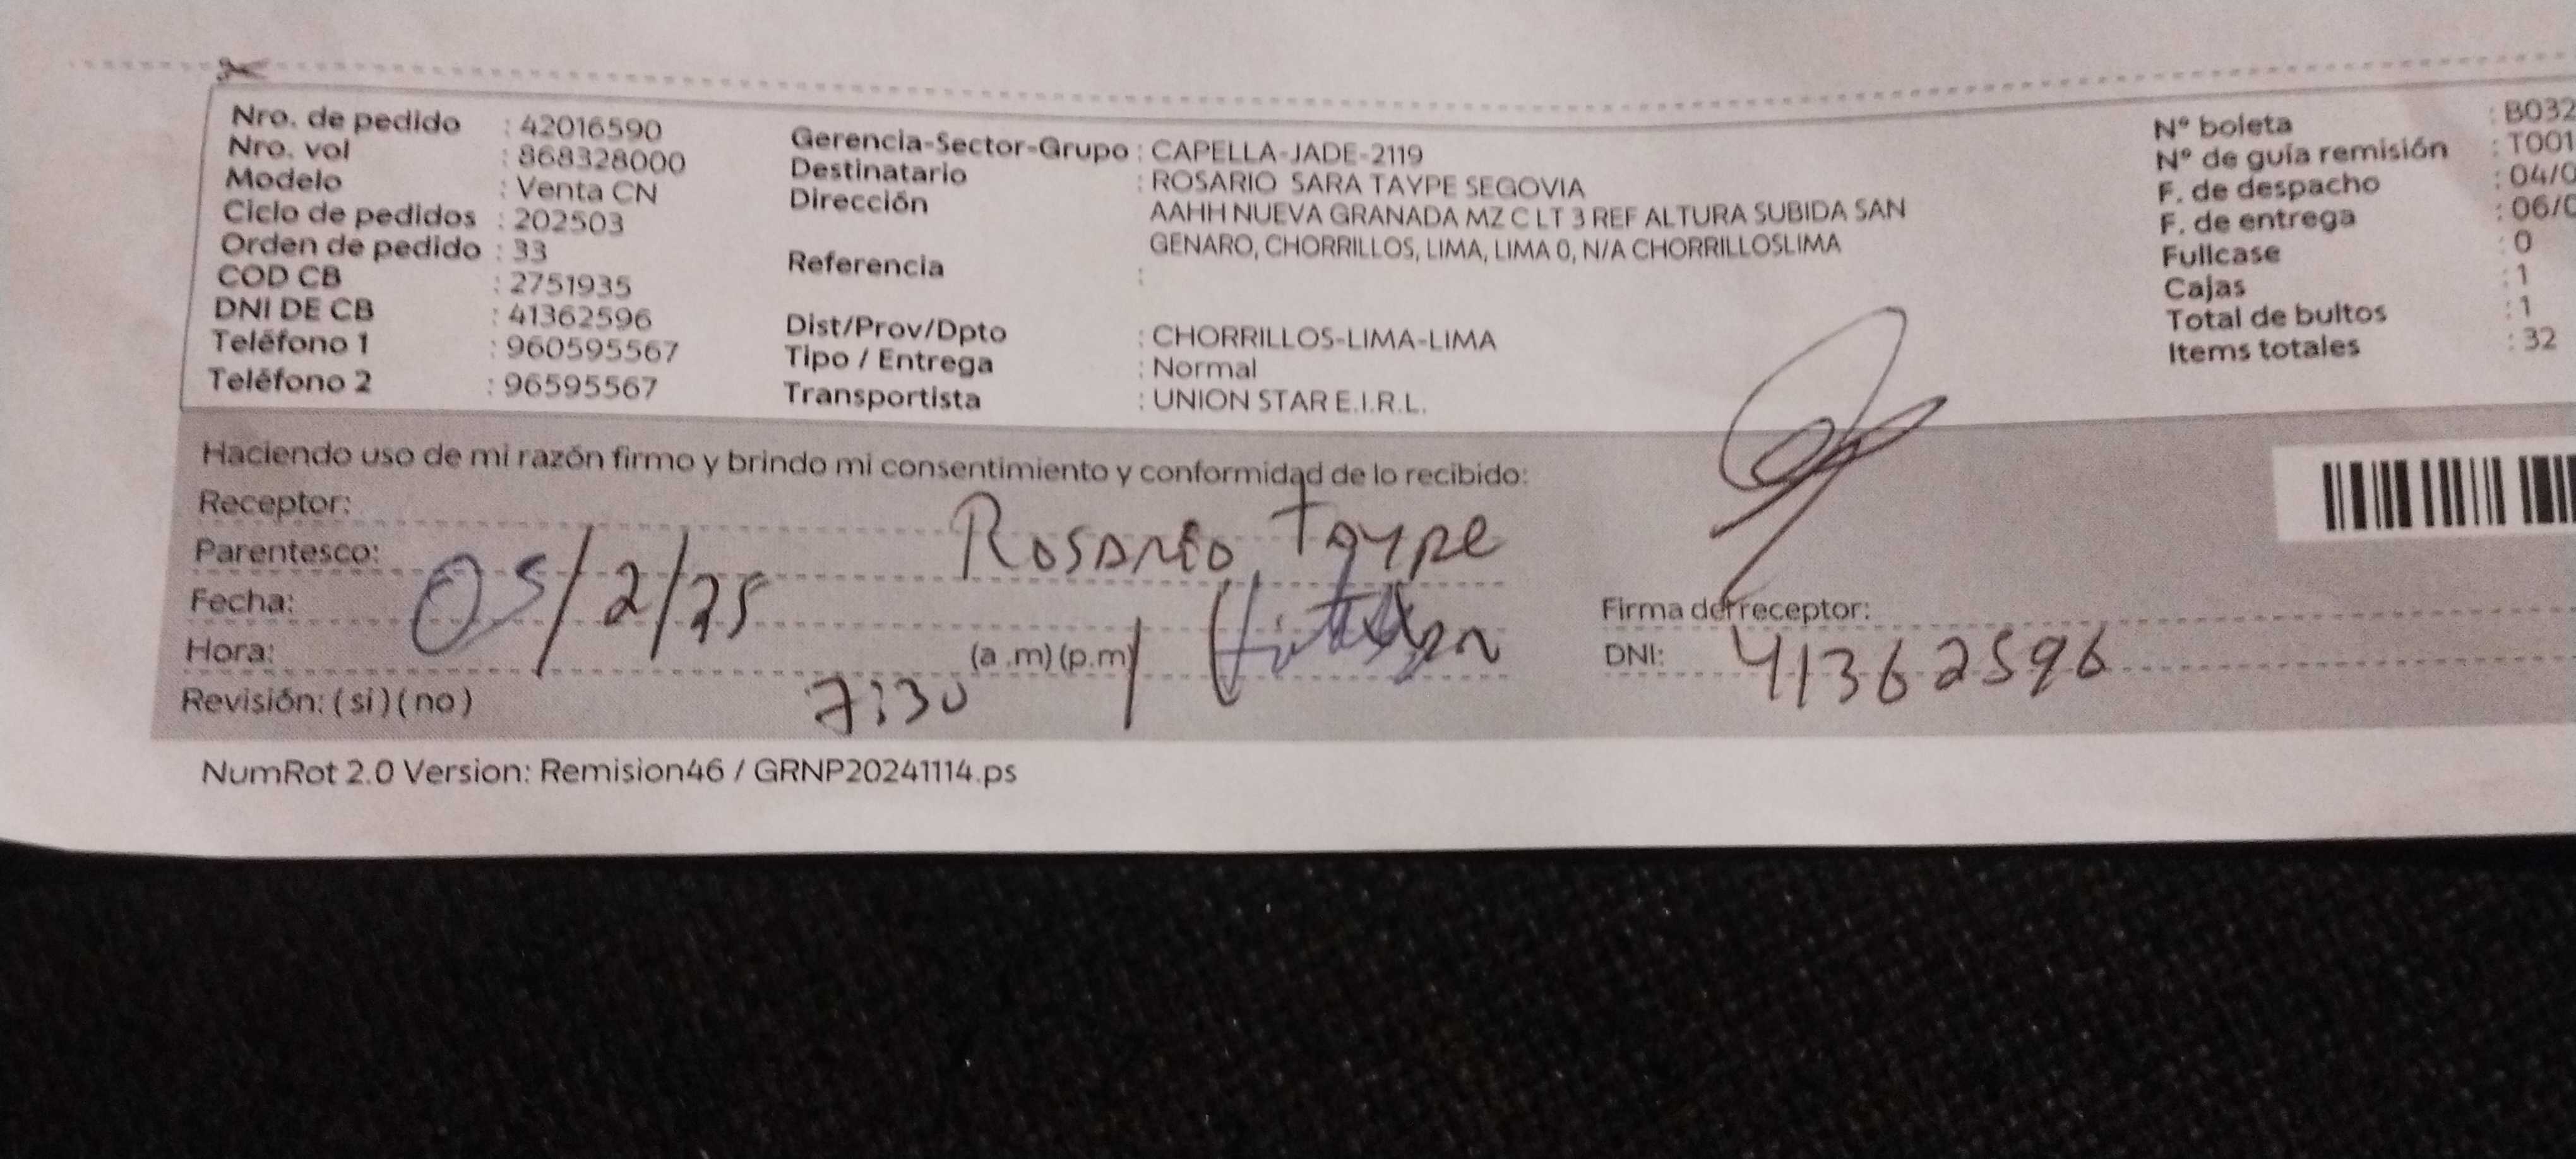 Nro. de pedido : 42016590
Nro. vol : 868328000
Modelo : Venta CN
Ciclo de pedidos : 202503
Orden de pedido : 33
COD CB : 2751935
DNI DE CB : 41362596
Teléfono 1 : 960595567
Teléfono 2 : 96595567
Gerencia-Sector-Grupo : CAPELLA-JADE-2119
Destinatario : ROSARIO SARA TAYPE SEGOVIA
Dirección AAHH NUEVA GRANADA MZ C LT 3 REF ALTURA SUBIDA SAN
GENARO, CHORRILLOS, LIMA, LIMA 0, N/A CHORRILLOSLIMA
Referencia :
Dist/Prov/Dpto : CHORRILLOS-LIMA-LIMA
Tipo / Entrega : Normal
Transportista : UNION STAR E.I.R.L.
N° boleta : B032
N° de guía remisión : T001
F. de despacho : 04/0
F. de entrega : 06/0
Fullcase : 0
Cajas : 1
Total de bultos : 1
Items totales : 32
Haciendo uso de mi razón firmo y brindo mi consentimiento y conformidad de lo recibido:
Receptor: Rosario Taype
Parentesco:
Fecha: 05/2/25
Hora: 7:30 (a .m) (p.m)
Revisión: ( si ) ( no )
Firma del receptor:
DNI: 41362596
NumRot 2.0 Version: Remision46 / GRNP20241114.ps